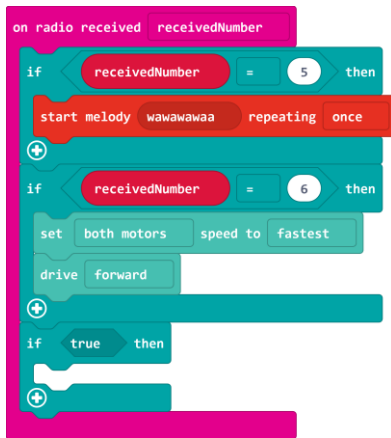 on radio received receivedNumber
if receivedNumber = 5 then
start melody wawawawaa repeating once
if receivedNumber = 6 then
set both motors speed to fastest
drive forward
if true then